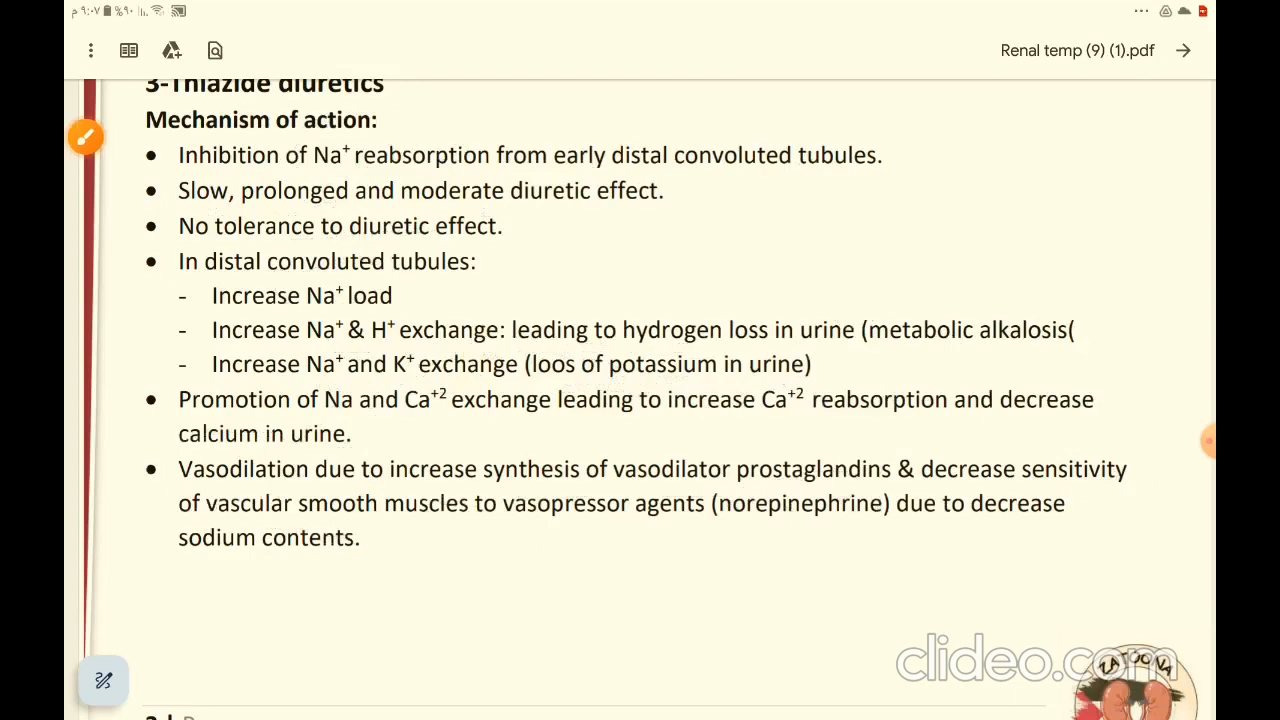 م ٩:٠٧ %٩٠
Renal temp (9) (1).pdf
3-Thiazide diuretics
Mechanism of action:
• Inhibition of Na+ reabsorption from early distal convoluted tubules.
• Slow, prolonged and moderate diuretic effect.
• No tolerance to diuretic effect.
• In distal convoluted tubules:
- Increase Na+ load
- Increase Na+ & H+ exchange: leading to hydrogen loss in urine (metabolic alkalosis(
- Increase Na+ and K+ exchange (loos of potassium in urine)
• Promotion of Na and Ca+2 exchange leading to increase Ca+2 reabsorption and decrease
calcium in urine.
• Vasodilation due to increase synthesis of vasodilator prostaglandins & decrease sensitivity
of vascular smooth muscles to vasopressor agents (norepinephrine) due to decrease
sodium contents.
clideo.com
ZATOONA